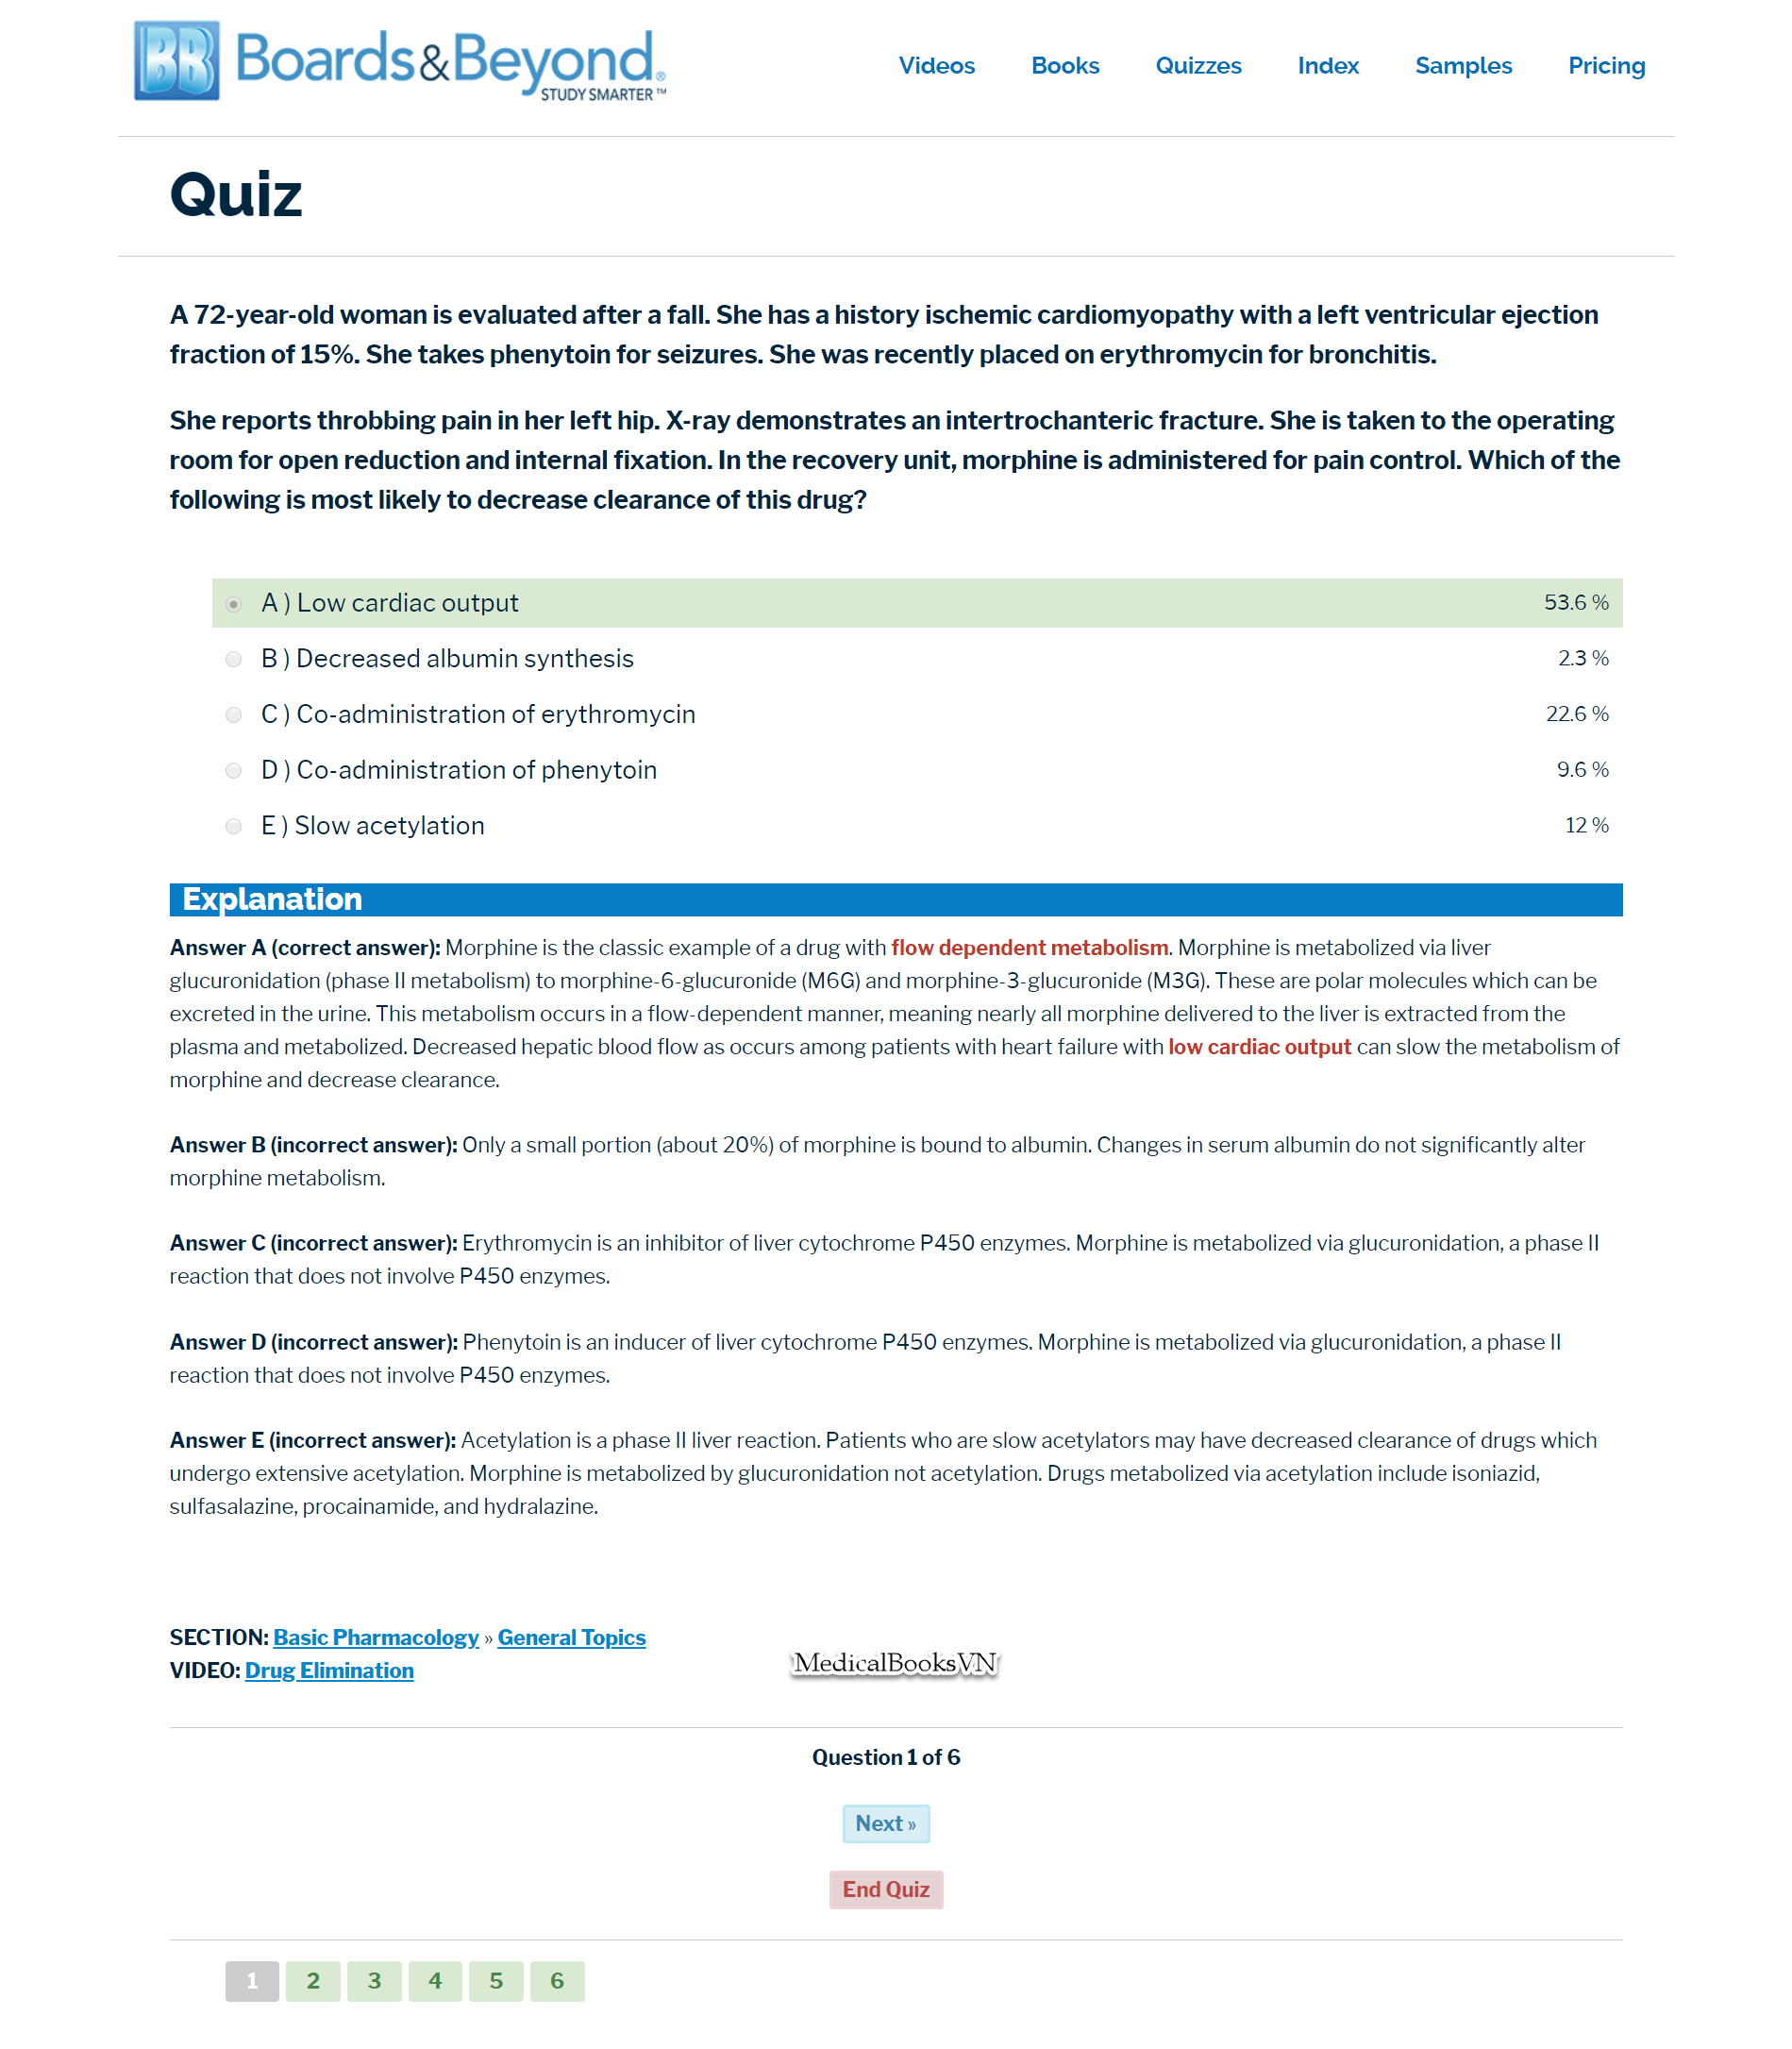 BB Boards&Beyond®
STUDY SMARTER™
Videos Books Quizzes Index Samples Pricing
Quiz
A 72-year-old woman is evaluated after a fall. She has a history ischemic cardiomyopathy with a left ventricular ejection
fraction of 15%. She takes phenytoin for seizures. She was recently placed on erythromycin for bronchitis.
She reports throbbing pain in her left hip. X-ray demonstrates an intertrochanteric fracture. She is taken to the operating
room for open reduction and internal fixation. In the recovery unit, morphine is administered for pain control. Which of the
following is most likely to decrease clearance of this drug?
A ) Low cardiac output 53.6 %
B ) Decreased albumin synthesis 2.3 %
C ) Co-administration of erythromycin 22.6 %
D ) Co-administration of phenytoin 9.6 %
E ) Slow acetylation 12 %
Explanation
Answer A (correct answer): Morphine is the classic example of a drug with flow dependent metabolism. Morphine is metabolized via liver
glucuronidation (phase II metabolism) to morphine-6-glucuronide (M6G) and morphine-3-glucuronide (M3G). These are polar molecules which can be
excreted in the urine. This metabolism occurs in a flow-dependent manner, meaning nearly all morphine delivered to the liver is extracted from the
plasma and metabolized. Decreased hepatic blood flow as occurs among patients with heart failure with low cardiac output can slow the metabolism of
morphine and decrease clearance.
Answer B (incorrect answer): Only a small portion (about 20%) of morphine is bound to albumin. Changes in serum albumin do not significantly alter
morphine metabolism.
Answer C (incorrect answer): Erythromycin is an inhibitor of liver cytochrome P450 enzymes. Morphine is metabolized via glucuronidation, a phase II
reaction that does not involve P450 enzymes.
Answer D (incorrect answer): Phenytoin is an inducer of liver cytochrome P450 enzymes. Morphine is metabolized via glucuronidation, a phase II
reaction that does not involve P450 enzymes.
Answer E (incorrect answer): Acetylation is a phase II liver reaction. Patients who are slow acetylators may have decreased clearance of drugs which
undergo extensive acetylation. Morphine is metabolized by glucuronidation not acetylation. Drugs metabolized via acetylation include isoniazid,
sulfasalazine, procainamide, and hydralazine.
SECTION: Basic Pharmacology » General Topics
VIDEO: Drug Elimination
MedicalBooksVN
Question 1 of 6
Next »
End Quiz
1 2 3 4 5 6